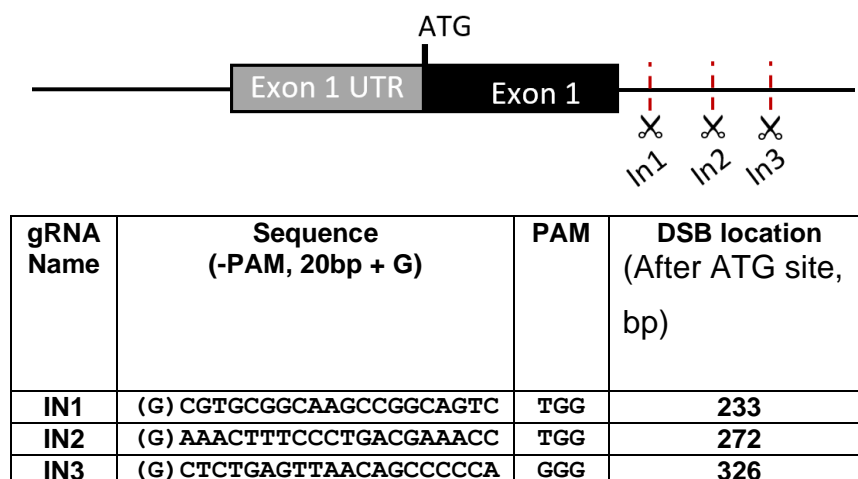 ATG
Exon 1 UTR Exon 1
In1 In2 In3
gRNA Name Sequence (-PAM, 20bp + G) PAM DSB location (After ATG site, bp)
IN1 (G)CGTGCGGCAAGCCGGCAGTC TGG 233
IN2 (G)AAACTTTCCCTGACGAAACC TGG 272
IN3 (G)CTCTGAGTTAACAGCCCCCA GGG 326